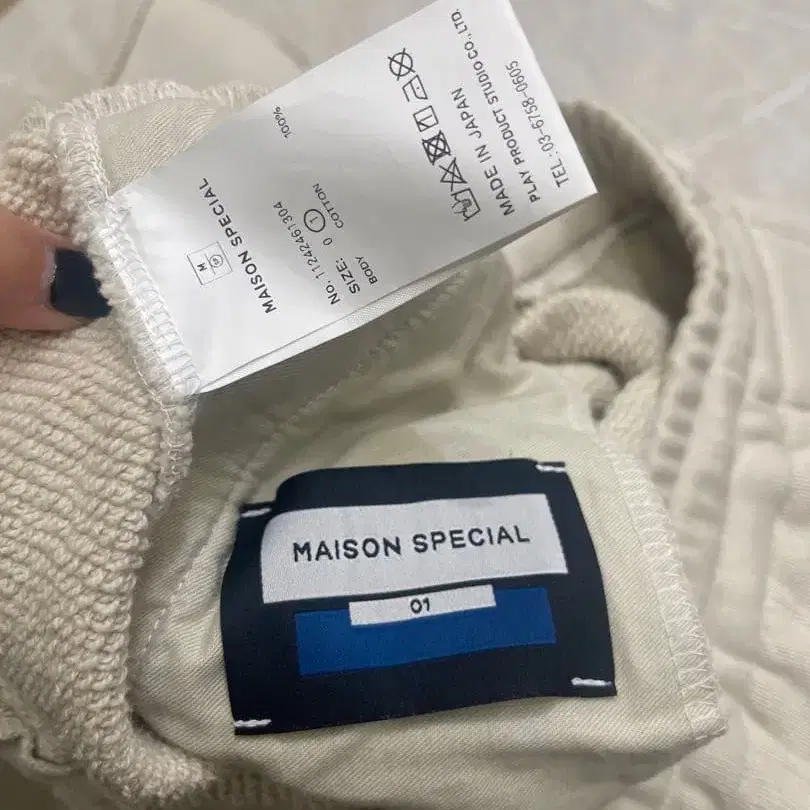 MAISON SPECIAL
No. 11242461304
SIZE: 0 1
BODY
COTTON 100%
MADE IN JAPAN
PLAY PRODUCT STUDIO CO., LTD.
TEL : 03-6758-0605
MAISON SPECIAL
01